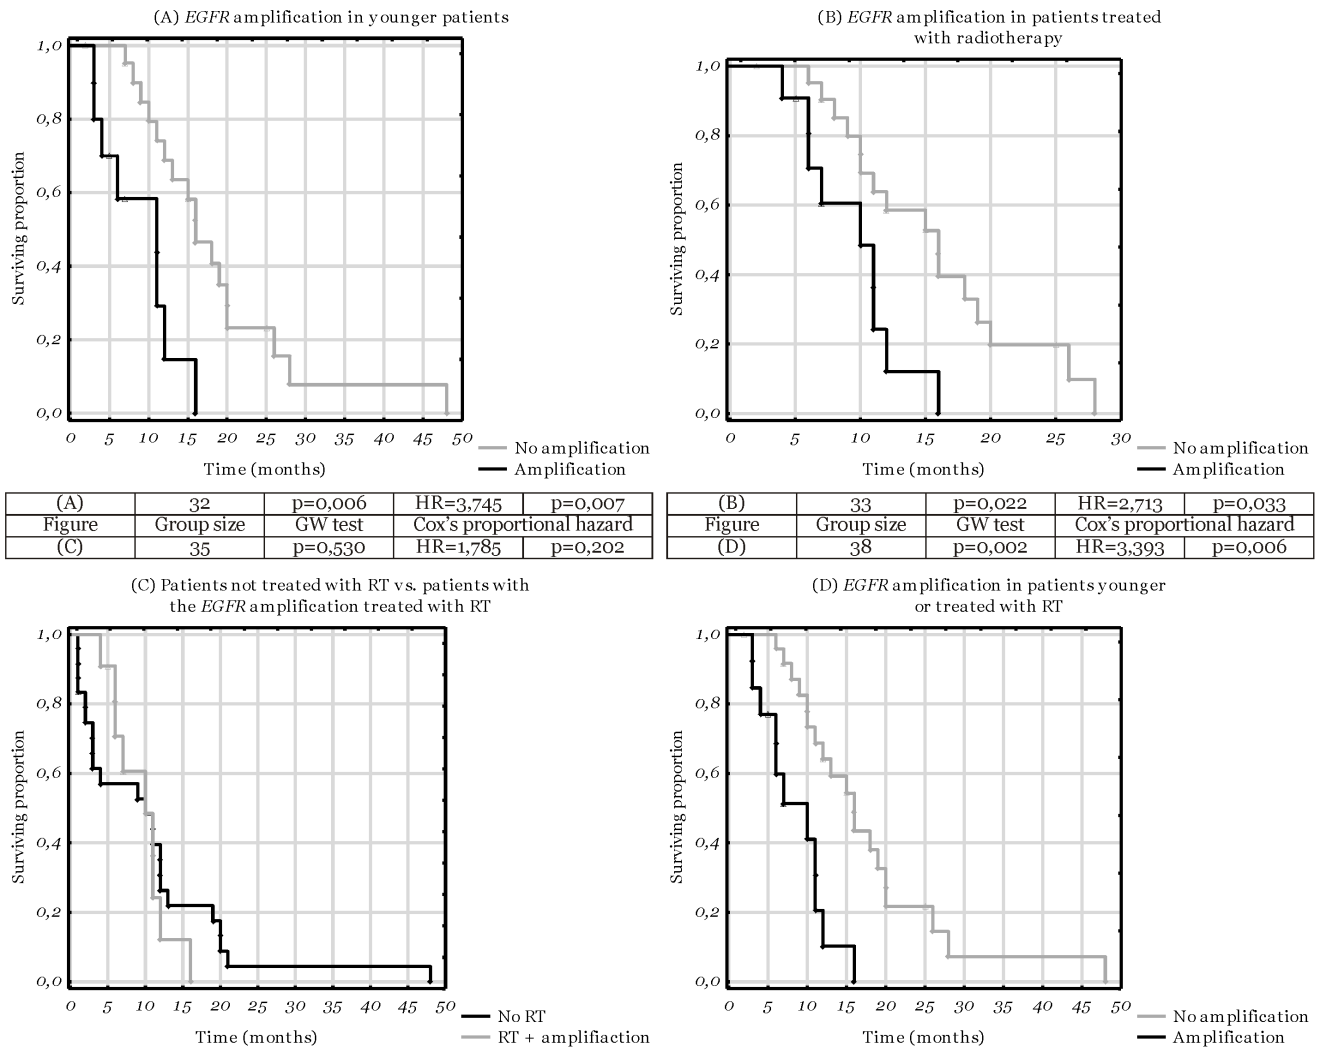 (A) EGFR amplification in younger patients
1,0
0,8
0,6
0,4
0,2
0,0
Surviving proportion
0 5 10 15 20 25 30 35 40 45 50
Time (months)
No amplification
Amplification
(B) EGFR amplification in patients treated
with radiotherapy
1,0
0,8
0,6
0,4
0,2
0,0
Surviving proportion
0 5 10 15 20 25 30
Time (months)
No amplification
Amplification
(A) 32 p=0,006 HR=3,745 p=0,007
Figure Group size GW test Cox's proportional hazard
(C) 35 p=0,530 HR=1,785 p=0,202
(B) 33 p=0,022 HR=2,713 p=0,033
Figure Group size GW test Cox's proportional hazard
(D) 38 p=0,002 HR=3,393 p=0,006
(C) Patients not treated with RT vs. patients with
the EGFR amplification treated with RT
1,0
0,8
0,6
0,4
0,2
0,0
Surviving proportion
0 5 10 15 20 25 30 35 40 45 50
Time (months)
No RT
RT + amplifiaction
(D) EGFR amplification in patients younger
or treated with RT
1,0
0,8
0,6
0,4
0,2
0,0
Surviving proportion
0 5 10 15 20 25 30 35 40 45 50
Time (months)
No amplification
Amplification